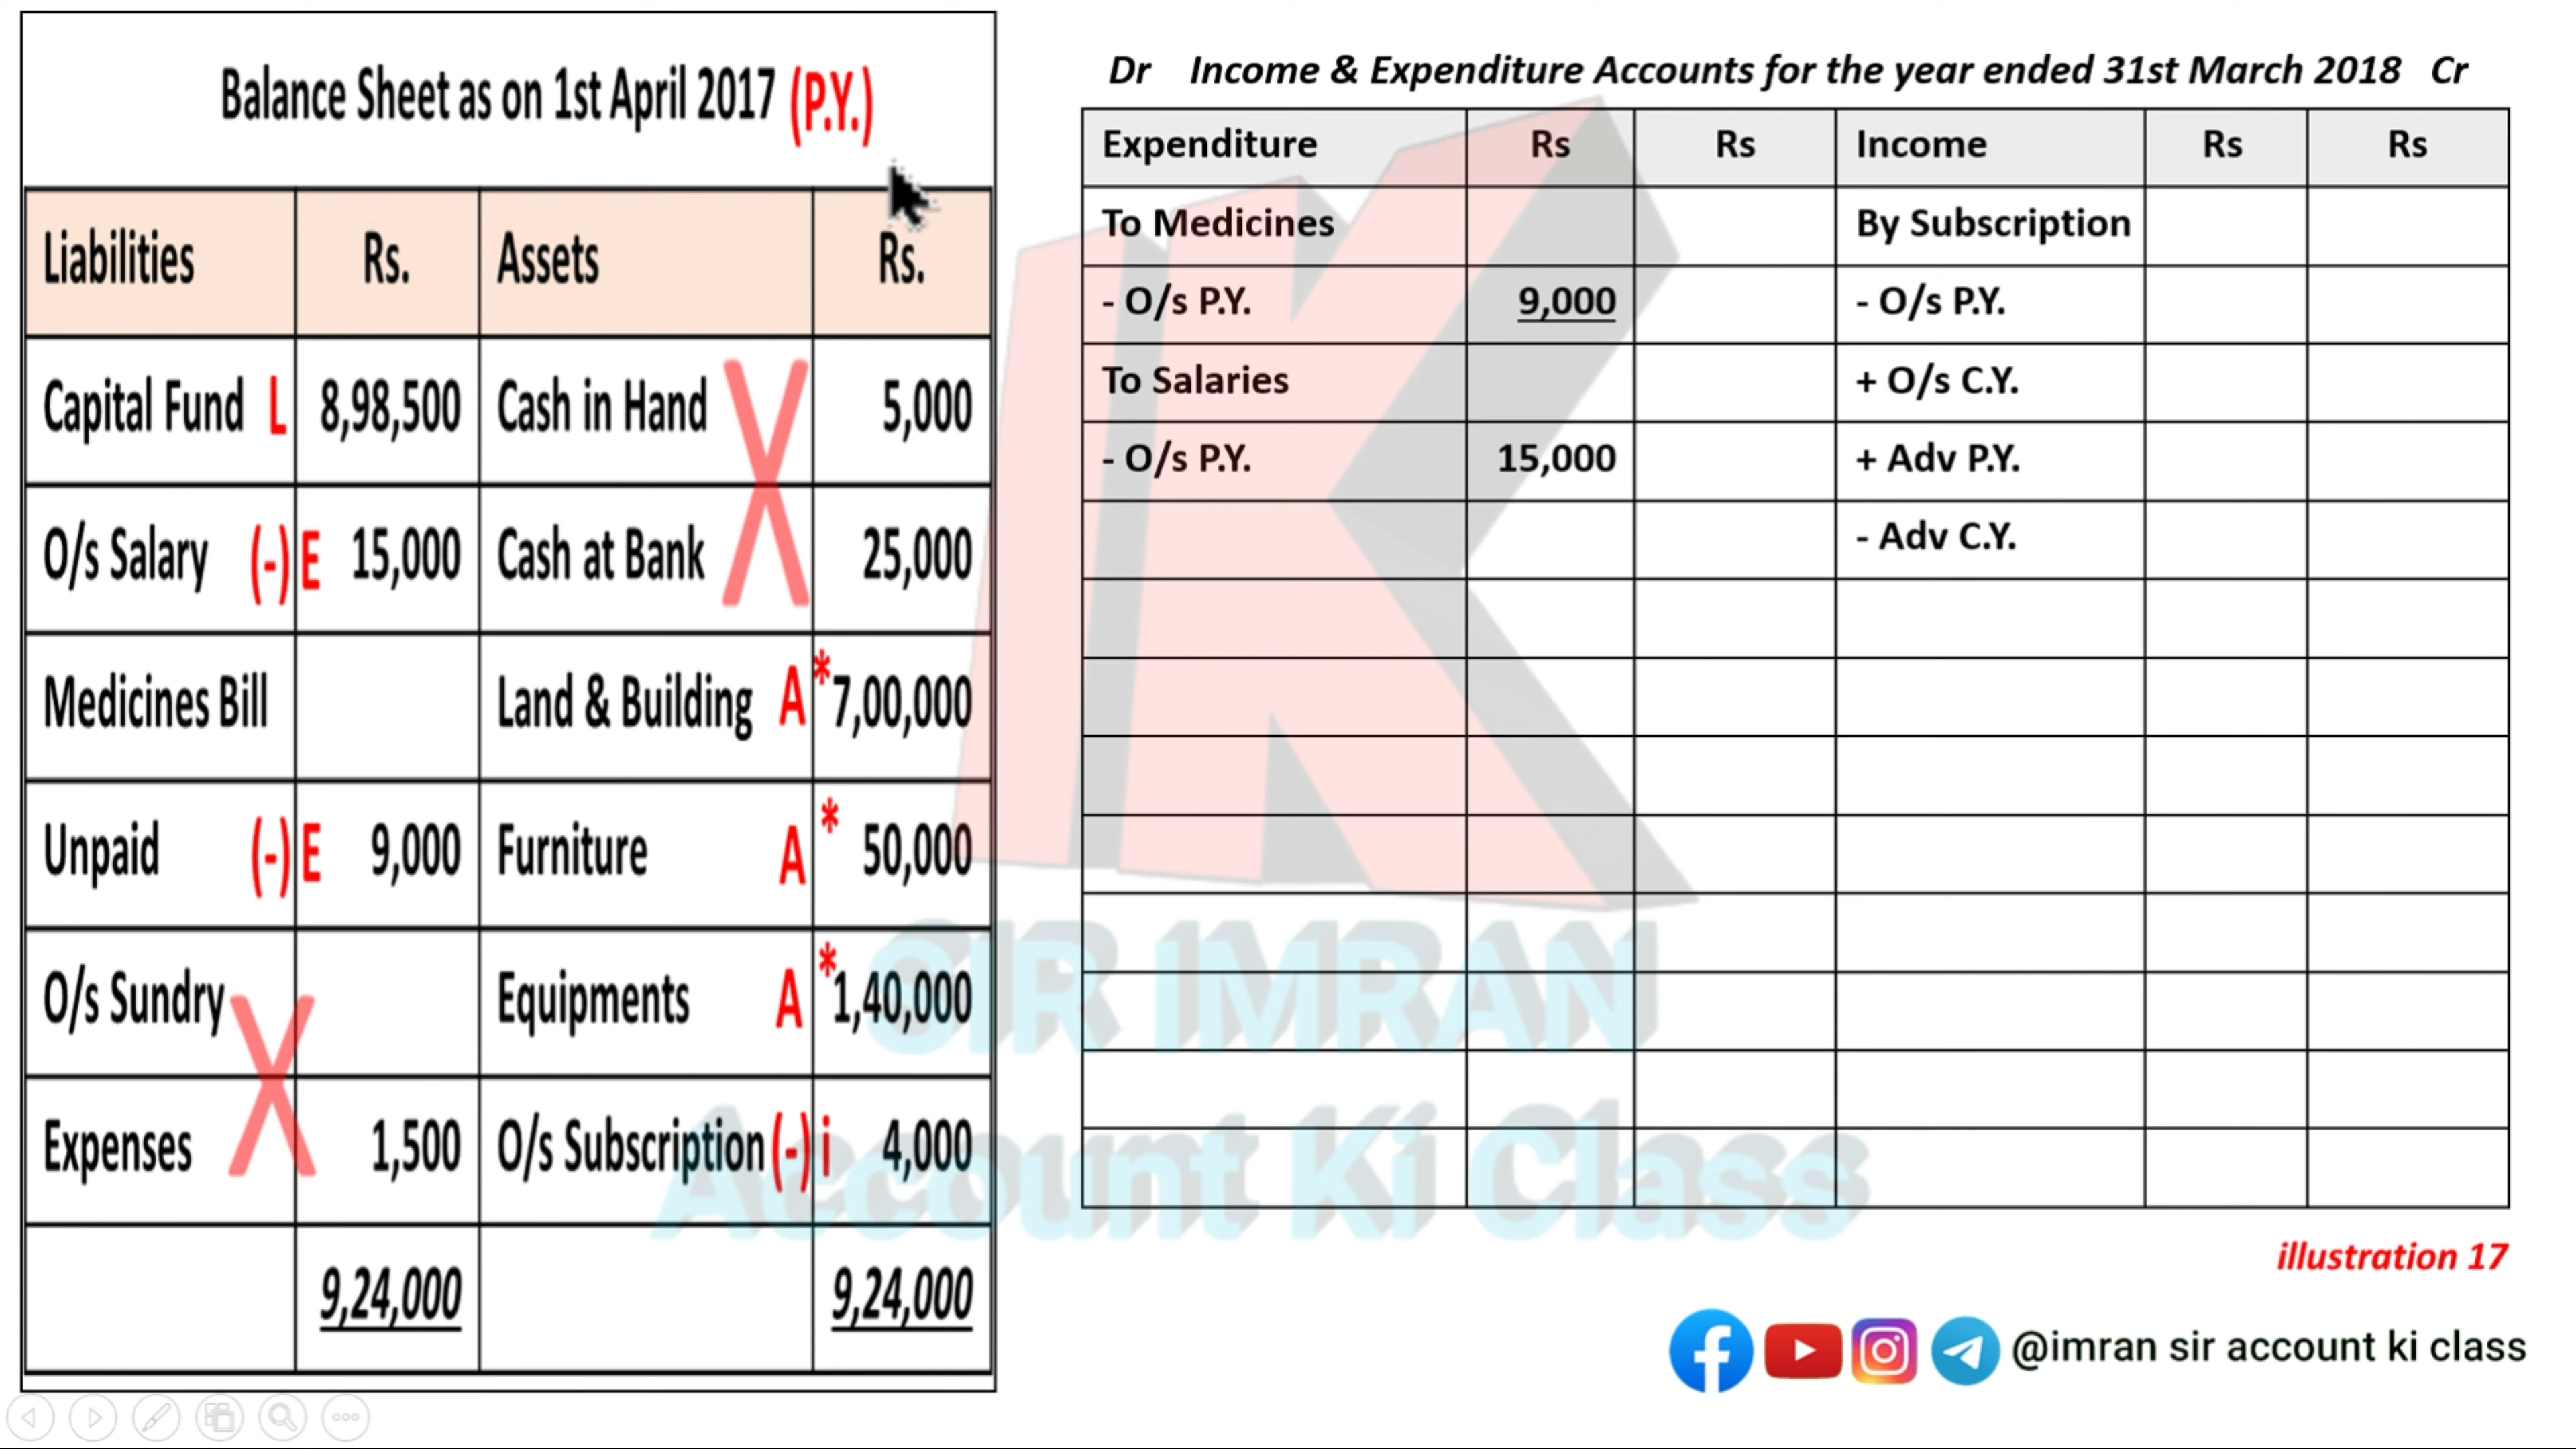 Balance Sheet as on 1st April 2017 (P.Y.)
Liabilities Rs. Assets Rs.
Capital Fund L 8,98,500 Cash in Hand 5,000
X
O/s Salary (-) E 15,000 Cash at Bank 25,000
Medicines Bill Land & Building A *7,00,000
Unpaid (-) E 9,000 Furniture A * 50,000
O/s Sundry Equipments A *1,40,000
X
Expenses 1,500 O/s Subscription (-) i 4,000
9,24,000 9,24,000
Dr Income & Expenditure Accounts for the year ended 31st March 2018 Cr
Expenditure Rs Rs Income Rs Rs
To Medicines By Subscription
- O/s P.Y. 9,000 - O/s P.Y.
To Salaries + O/s C.Y.
- O/s P.Y. 15,000 + Adv P.Y.
- Adv C.Y.
IK
SIR IMRAN
Account Ki Class
illustration 17
@imran sir account ki class